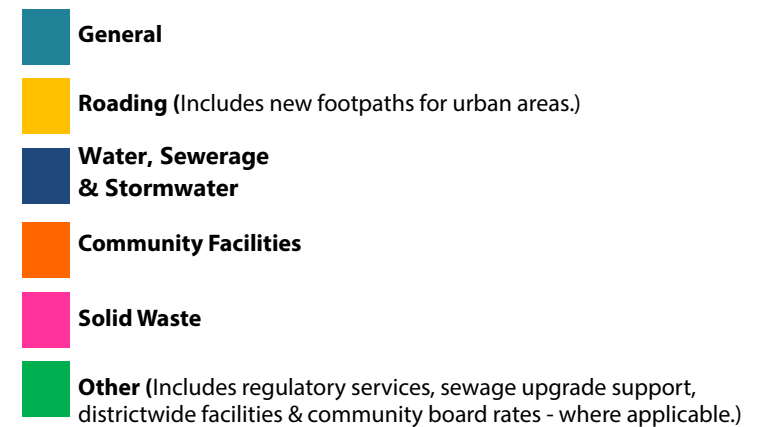 General
Roading (Includes new footpaths for urban areas.)
Water, Sewerage
& Stormwater
Community Facilities
Solid Waste
Other (Includes regulatory services, sewage upgrade support,
districtwide facilities & community board rates - where applicable.)